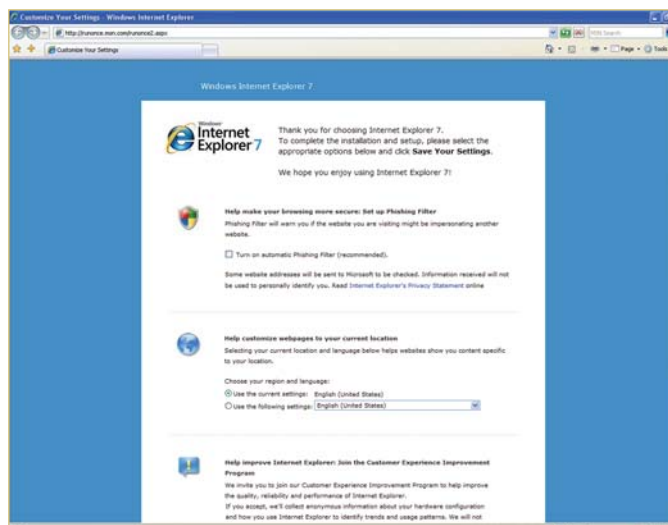 Customize Your Settings - Windows Internet Explorer
http://runonce.msn.com/runonce2.aspx
MSN Search
Customize Your Settings
Page
Tools
Windows Internet Explorer 7
Windows
Internet
Explorer 7
Thank you for choosing Internet Explorer 7.
To complete the installation and setup, please select the
appropriate options below and click Save Your Settings.
We hope you enjoy using Internet Explorer 7!
Help make your browsing more secure: Set up Phishing Filter
Phishing Filter will warn you if the website you are visiting might be impersonating another
website.
Turn on automatic Phishing Filter (recommended).
Some website addresses will be sent to Microsoft to be checked. Information received will not
be used to personally identify you. Read Internet Explorer's Privacy Statement online
Help customize webpages to your current location
Selecting your current location and language below helps websites show you content specific
to your location.
Choose your region and language:
Use the current settings: English (United States)
Use the following settings: English (United States)
Help improve Internet Explorer: Join the Customer Experience Improvement
Program
We invite you to join our Customer Experience Improvement Program to help improve
the quality, reliability and performance of Internet Explorer.
If you accept, we'll collect anonymous information about your hardware configuration
and how you use Internet Explorer to identify trends and usage patterns. We will not